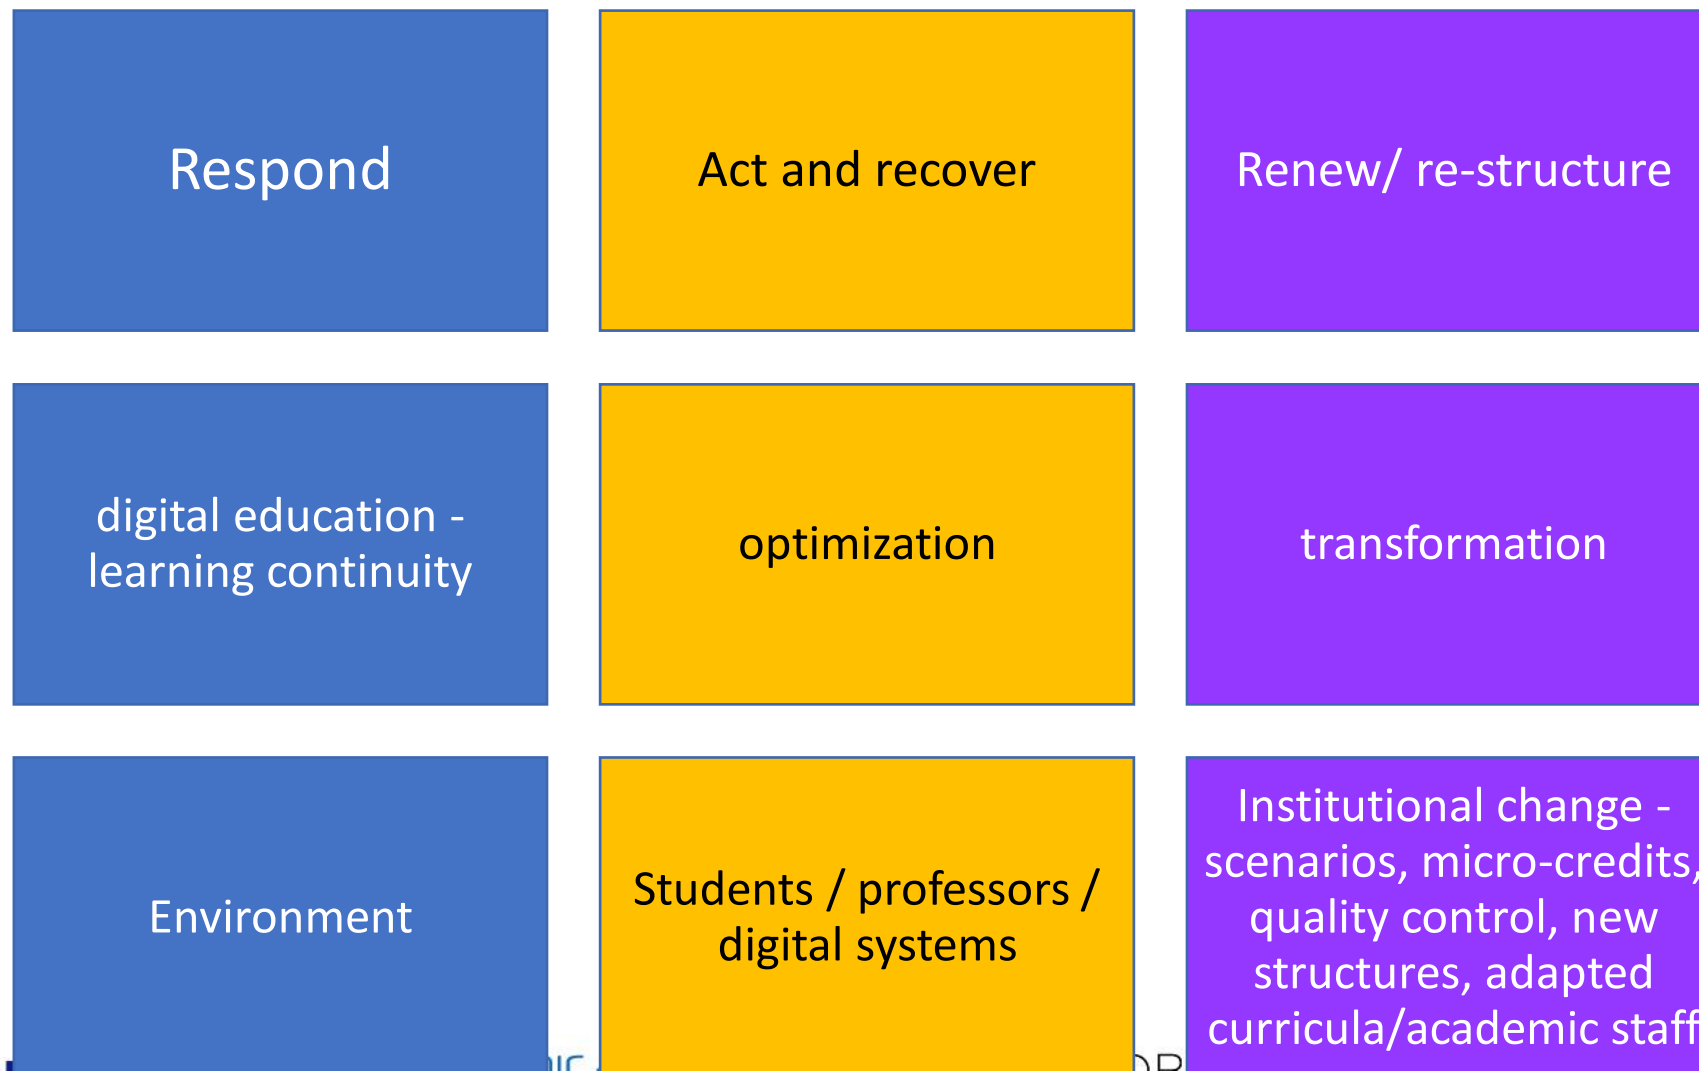 Respond
Act and recover
Renew/ re-structure
digital education -
learning continuity
optimization
transformation
Environment
Students / professors /
digital systems
Institutional change -
scenarios, micro-credits,
quality control, new
structures, adapted
curricula/academic staff